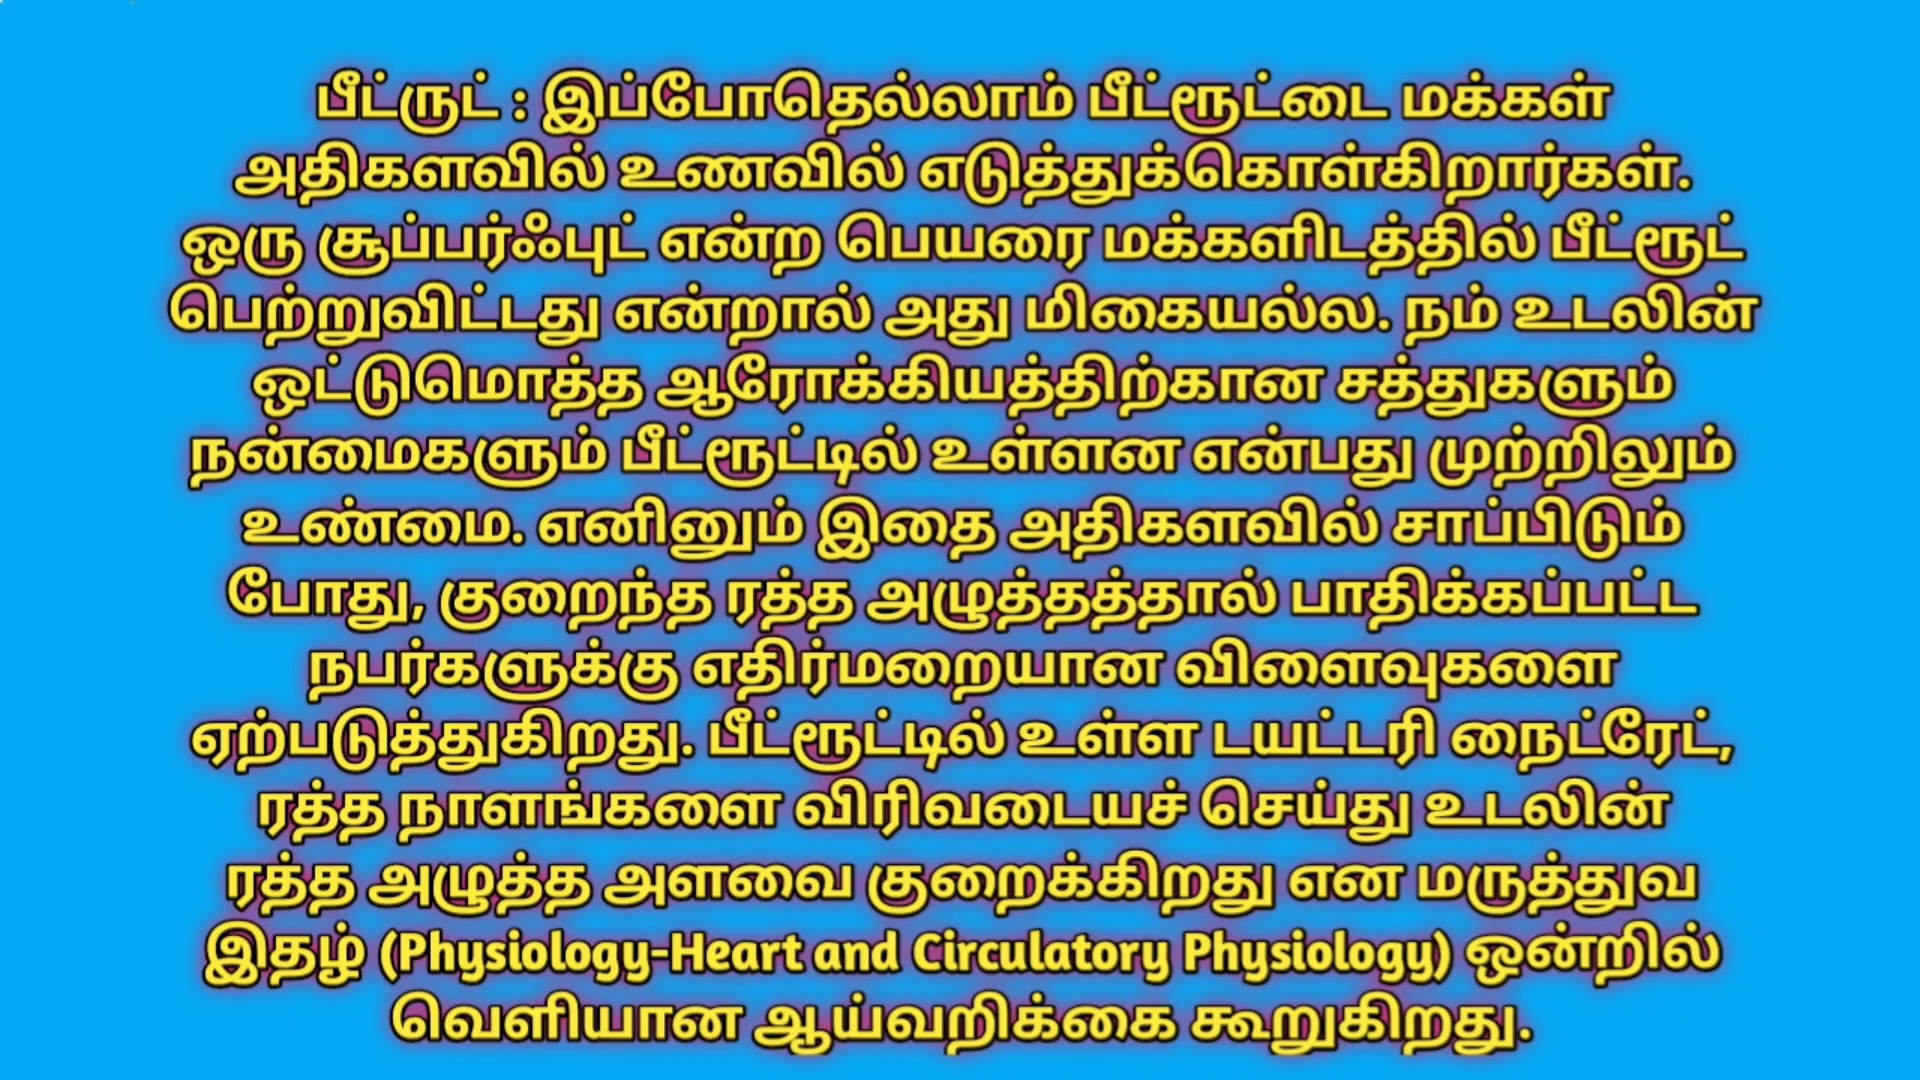 பீட்ருட் : இப்போதெல்லாம் பீட்ரூட்டை மக்கள்
அதிகளவில் உணவில் எடுத்துக்கொள்கிறார்கள்.
ஒரு சூப்பர்ஃபுட் என்ற பெயரை மக்களிடத்தில் பீட்ரூட்
பெற்றுவிட்டது என்றால் அது மிகையல்ல. நம் உடலின்
ஒட்டுமொத்த ஆரோக்கியத்திற்கான சத்துகளும்
நன்மைகளும் பீட்ரூட்டில் உள்ளன என்பது முற்றிலும்
உண்மை. எனினும் இதை அதிகளவில் சாப்பிடும்
போது, குறைந்த ரத்த அழுத்தத்தால் பாதிக்கப்பட்ட
நபர்களுக்கு எதிர்மறையான விளைவுகளை
ஏற்படுத்துகிறது. பீட்ரூட்டில் உள்ள டயட்டரி நைட்ரேட்,
ரத்த நாளங்களை விரிவடையச் செய்து உடலின்
ரத்த அழுத்த அளவை குறைக்கிறது என மருத்துவ
இதழ் (Physiology-Heart and Circulatory Physiology) ஒன்றில்
வெளியான ஆய்வறிக்கை கூறுகிறது.